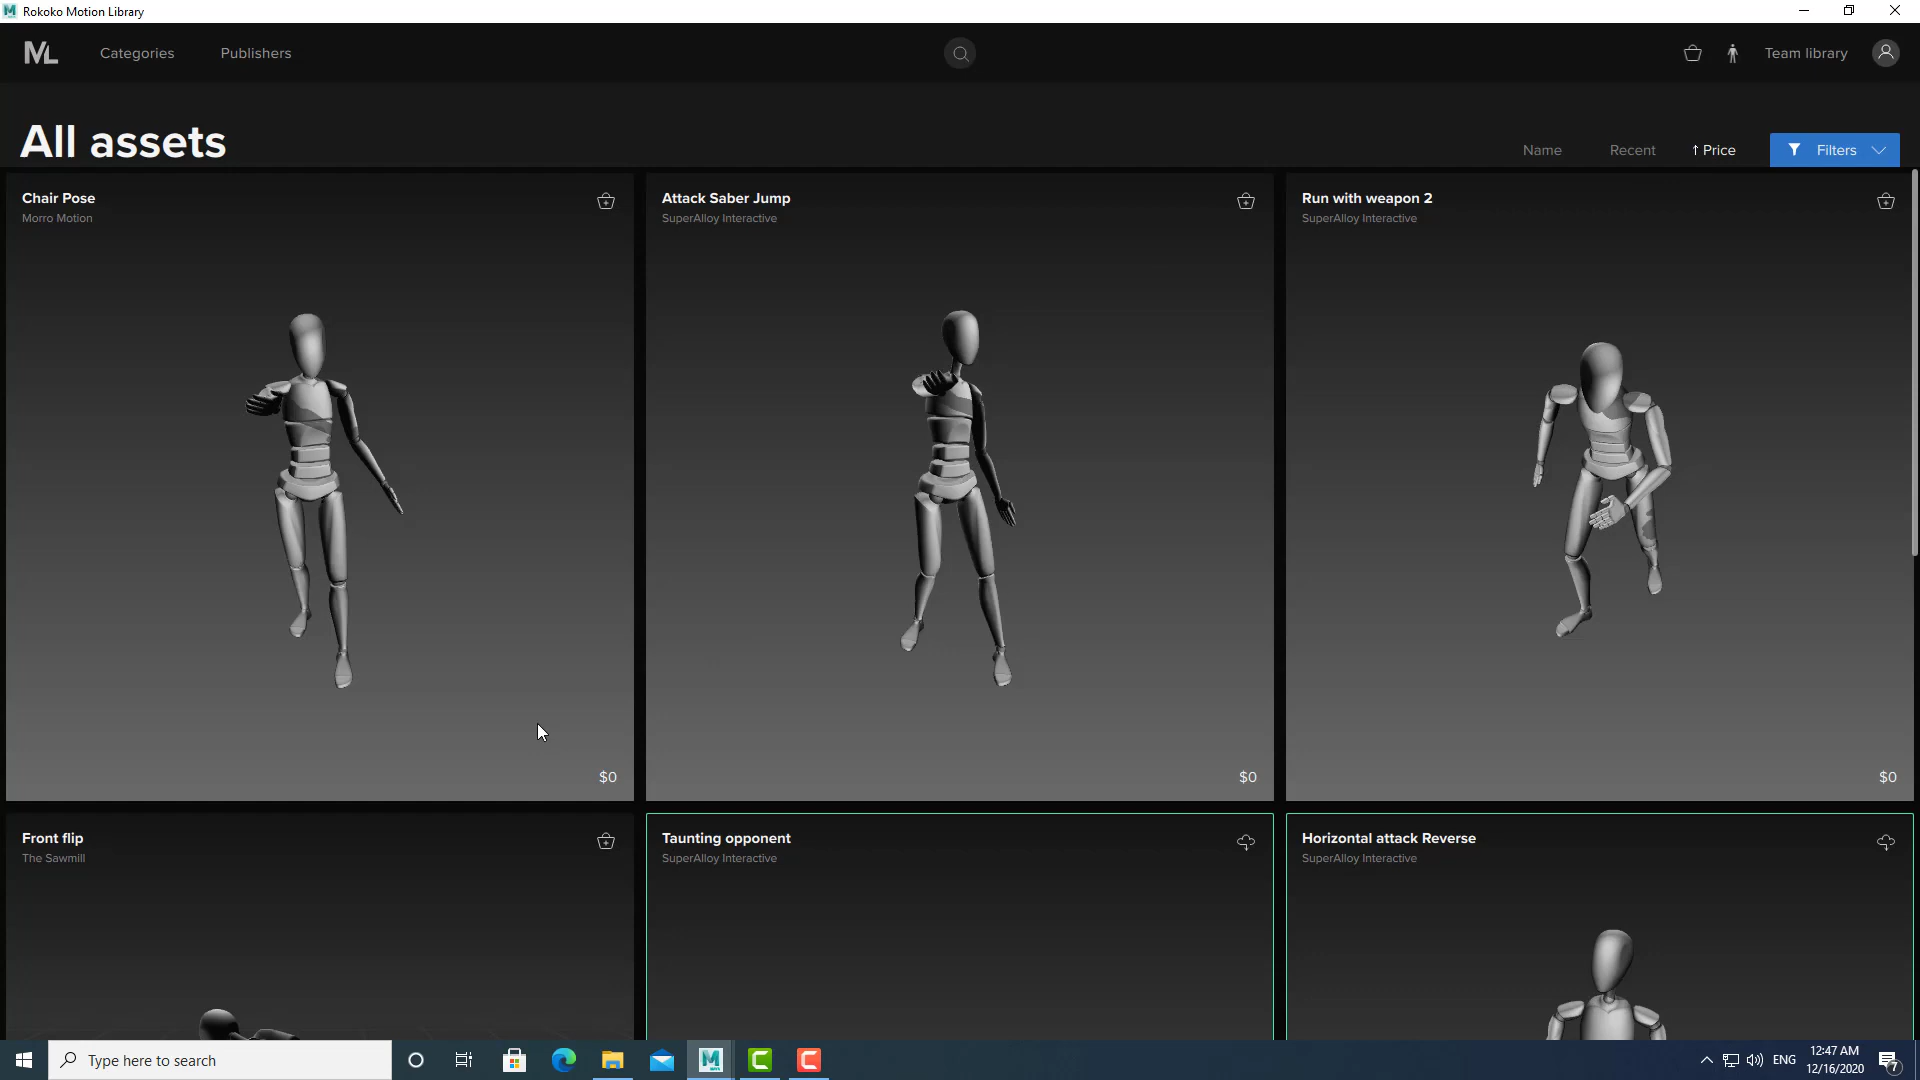 Rokoko Motion Library
ML
Categories
Publishers
Team library
All assets
Name
Recent
↑ Price
Filters
Chair Pose
Morro Motion
$0
Attack Saber Jump
SuperAlloy Interactive
$0
Run with weapon 2
SuperAlloy Interactive
$0
Front flip
The Sawmill
Taunting opponent
SuperAlloy Interactive
Horizontal attack Reverse
SuperAlloy Interactive
Type here to search
ENG
12:47 AM
12/16/2020
7